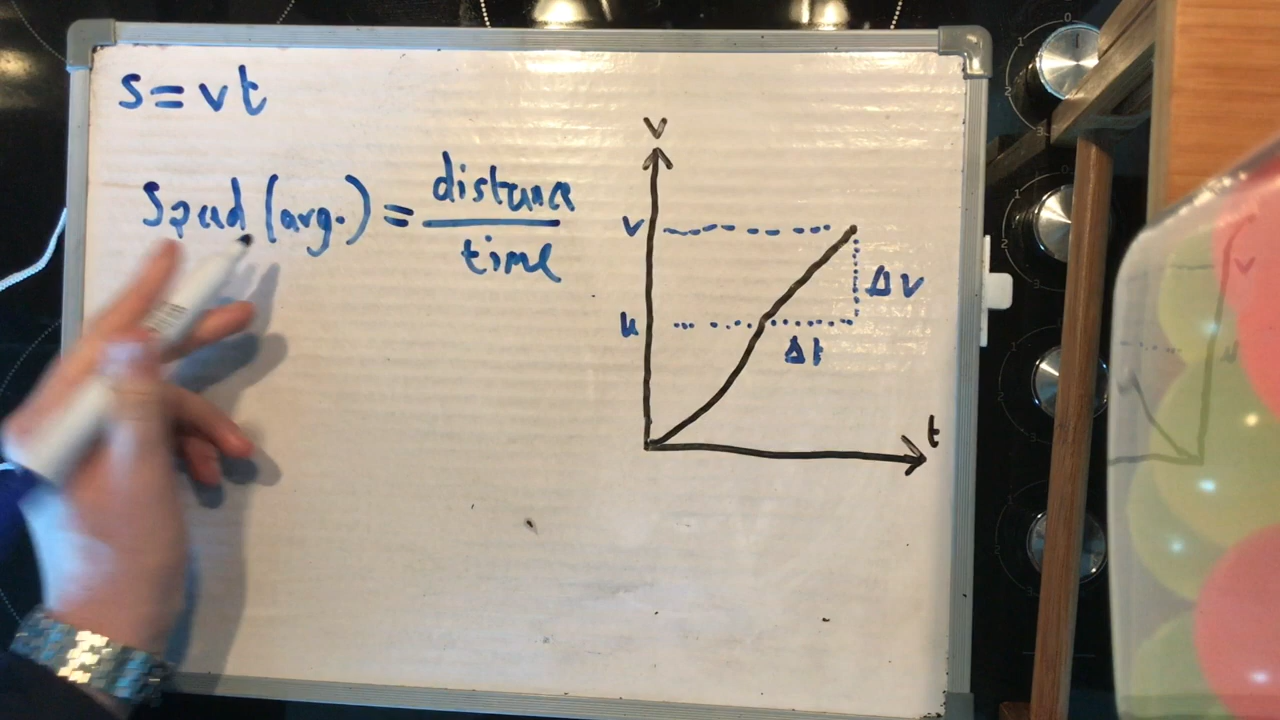 s = vt
Speed (avg.) = distance / time
v
v
Δv
u
Δt
t